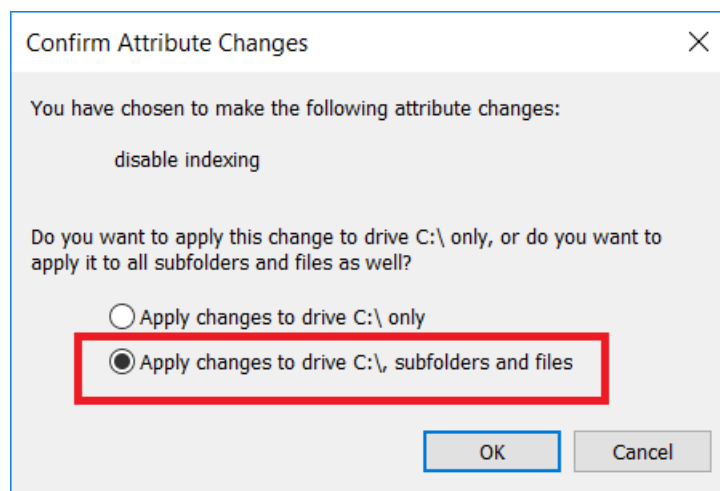 Confirm Attribute Changes
You have chosen to make the following attribute changes:
disable indexing
Do you want to apply this change to drive C:\ only, or do you want to
apply it to all subfolders and files as well?
Apply changes to drive C:\ only
Apply changes to drive C:\, subfolders and files
OK Cancel